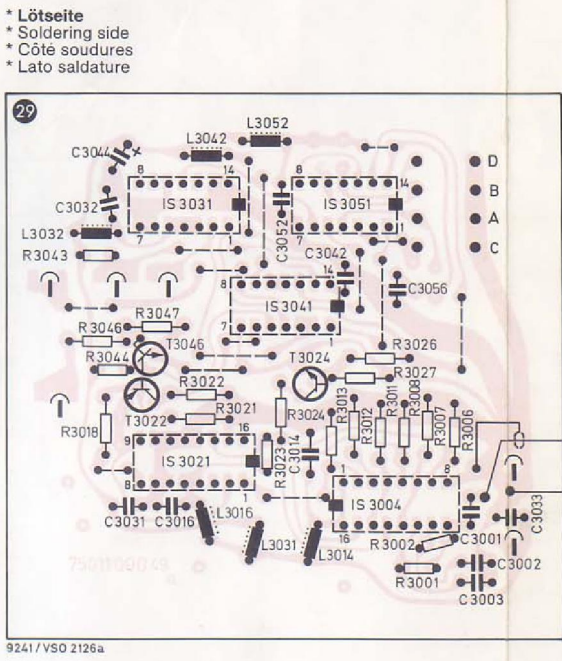 * Lötseite
* Soldering side
* Côté soudures
* Lato saldature
29
L3052
L3042
C3044
8 14
IS 3031
7 1
8 14
IS 3051
7 1
D
B
A
C
C3032
C3052
L3032
R3043
C3042
8 14
IS 3041
7 1
C3056
R3047
R3046
T3046
R3044
T3024
R3026
R3027
R3022
R3021
T3022
R3018
R3024
R3013
R3012
R3011
R3008
R3007
R3006
9 16
IS 3021
8 1
R3023
C3014
1 8
IS 3004
16
C3031
C3016
L3016
L3031
L3014
R3002
C3001
C3033
C3002
R3001
C3003
75011 00049
9241/VSO 2126a